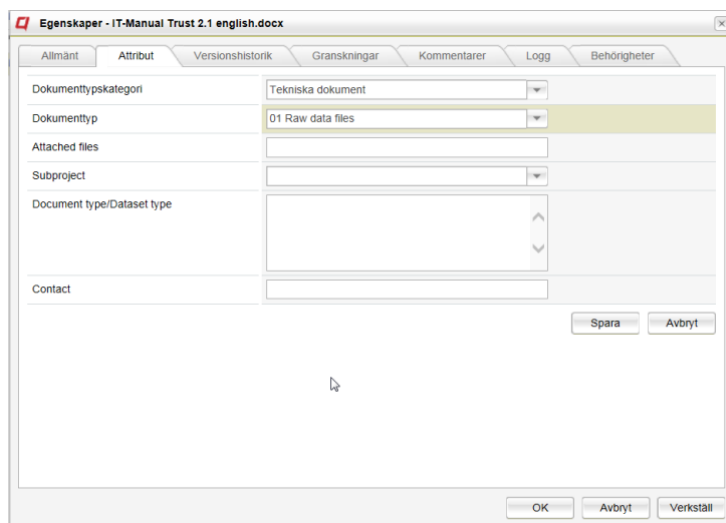 Egenskaper - IT-Manual Trust 2.1 english.docx
Allmänt Attribut Versionshistorik Granskningar Kommentarer Logg Behörigheter
Dokumenttypskategori Tekniska dokument
Dokumenttyp 01 Raw data files
Attached files
Subproject
Document type/Dataset type
Contact
Spara Avbryt
OK Avbryt Verkställ